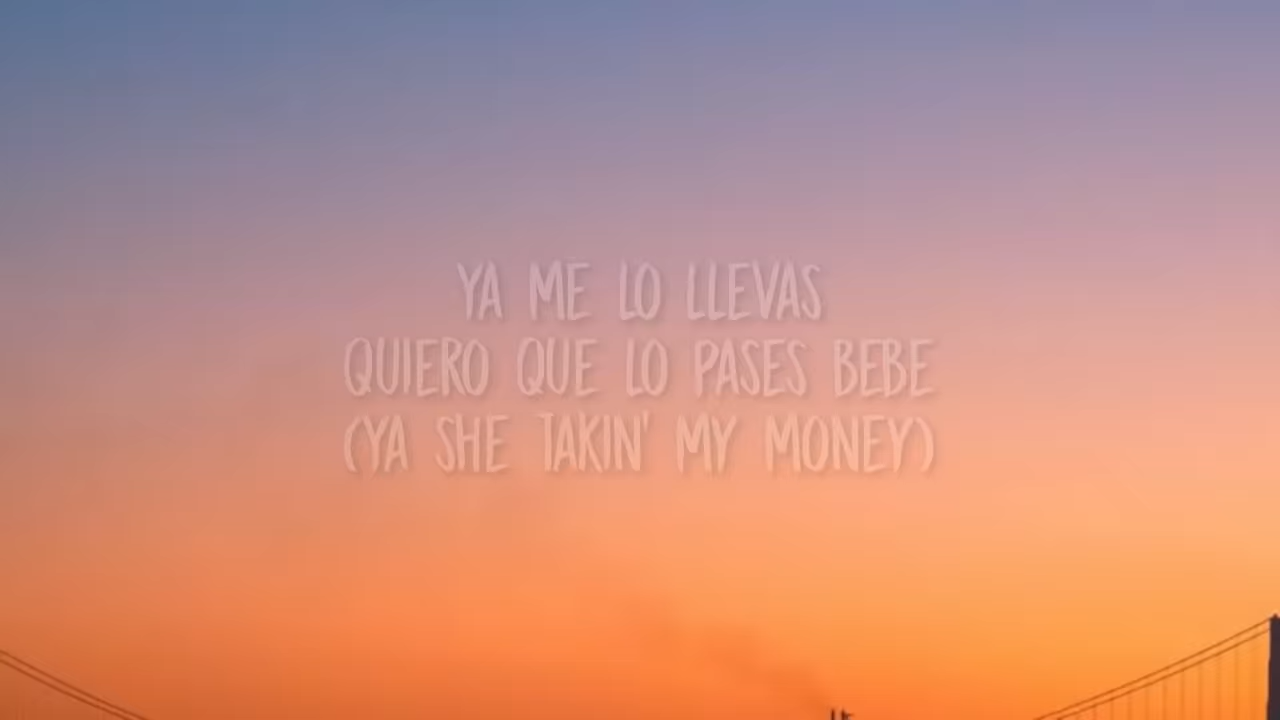 YA ME LO LLEVAS
QUIERO QUE LO PASES BEBE
(YA SHE TAKIN' MY MONEY)